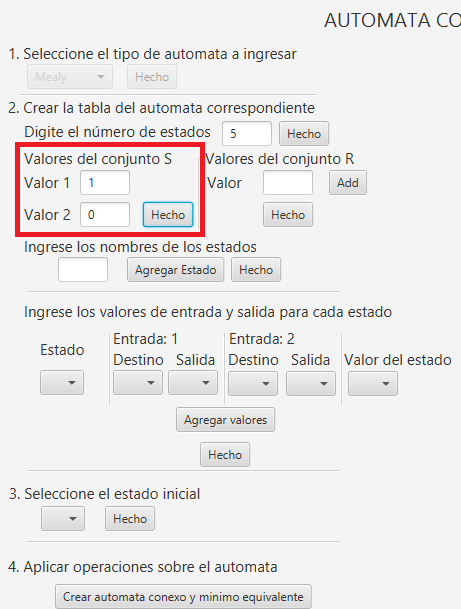 AUTOMATA CO
1. Seleccione el tipo de automata a ingresar
Mealy Hecho
2. Crear la tabla del automata correspondiente
Digite el número de estados 5 Hecho
Valores del conjunto S Valores del conjunto R
Valor 1 1 Valor Add
Valor 2 0 Hecho Hecho
Ingrese los nombres de los estados
Agregar Estado Hecho
Ingrese los valores de entrada y salida para cada estado
Entrada: 1 Entrada: 2
Estado Destino Salida Destino Salida Valor del estado
Agregar valores
Hecho
3. Seleccione el estado inicial
Hecho
4. Aplicar operaciones sobre el automata
Crear automata conexo y minimo equivalente